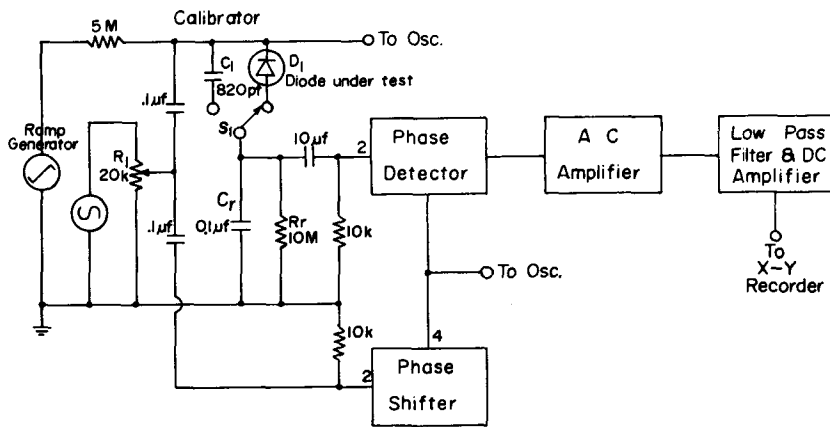 Calibrator
5 M
To Osc.
C1
820pf
D1
Diode under test
.1µf
S1
Ramp
Generator
R1
20k
10µf
2
Phase
Detector
A C
Amplifier
Low Pass
Filter & DC
Amplifier
.1µf
Cr
0.1µf
Rr
10M
10k
To Osc.
To
X~Y
Recorder
10k
4
2
Phase
Shifter